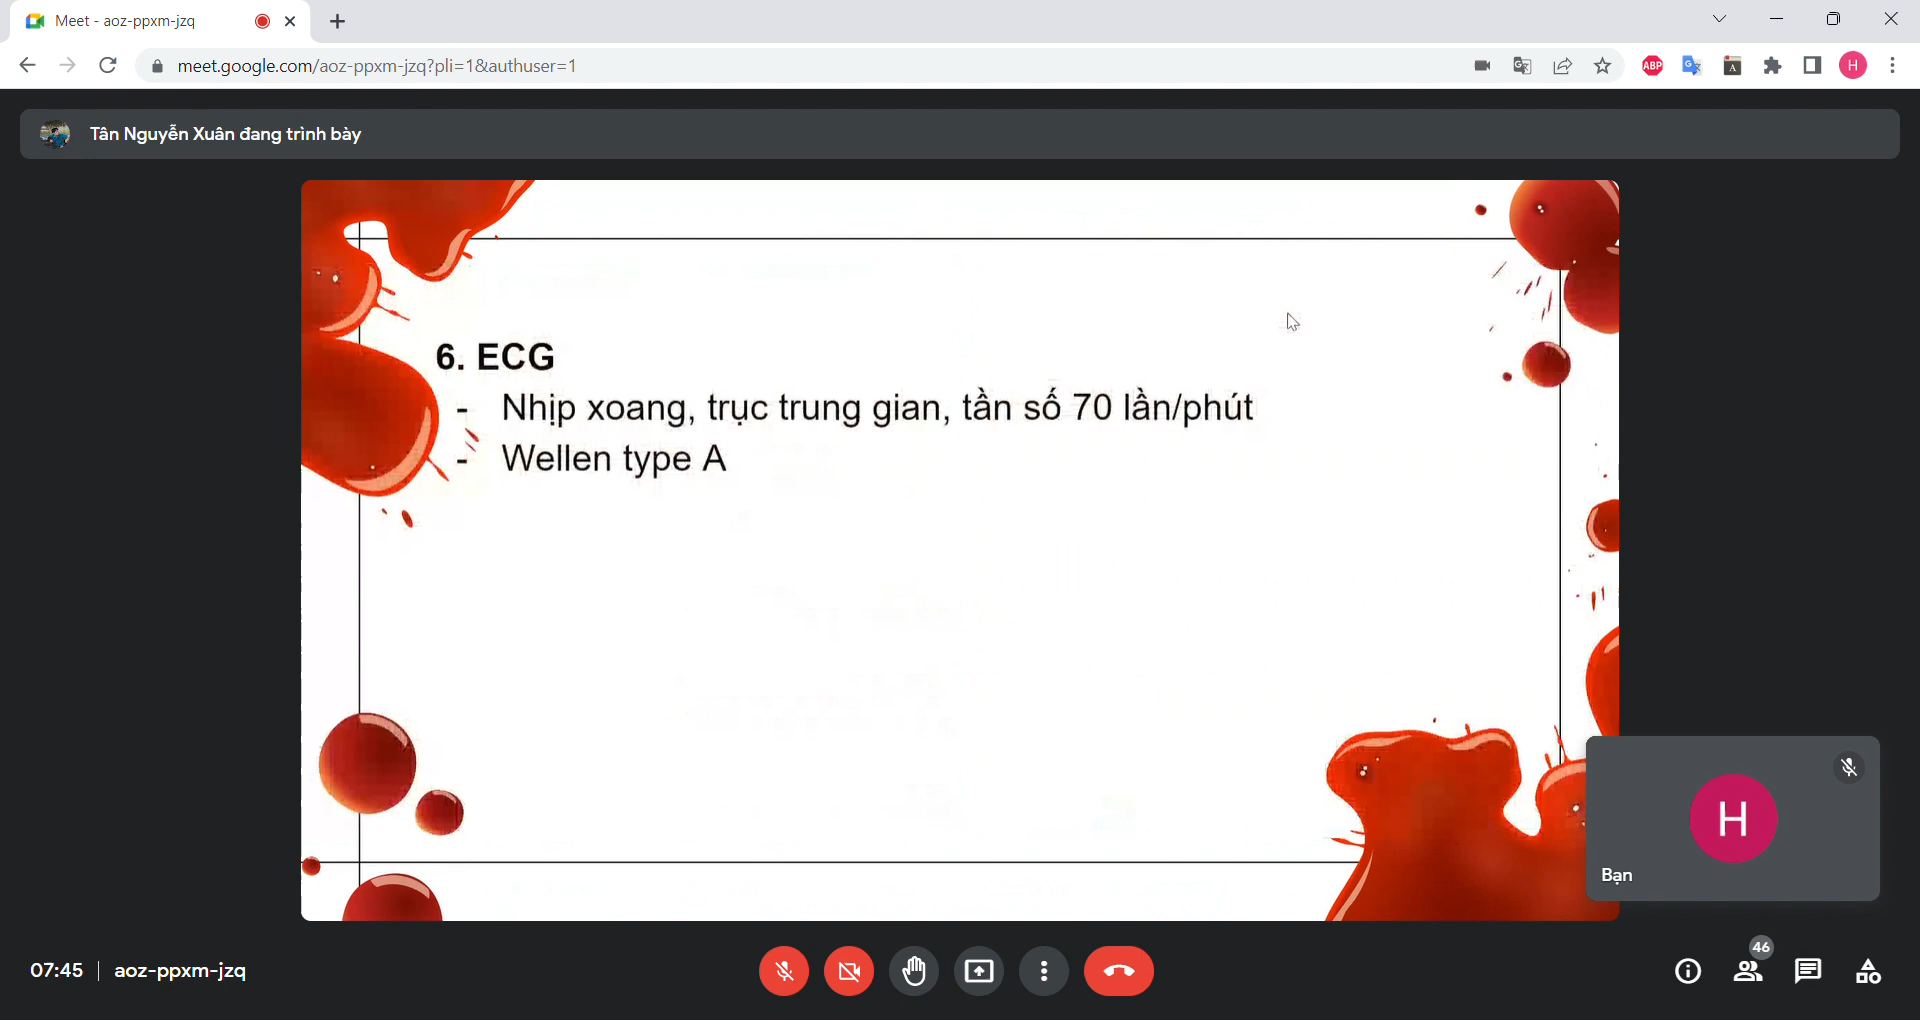 Meet - aoz-ppxm-jzq
meet.google.com/aoz-ppxm-jzq?pli=1&authuser=1
ABP
G
A
H
Tân Nguyễn Xuân đang trình bày
6. ECG
- Nhịp xoang, trục trung gian, tần số 70 lần/phút
- Wellen type A
H
Bạn
07:45 | aoz-ppxm-jzq
46